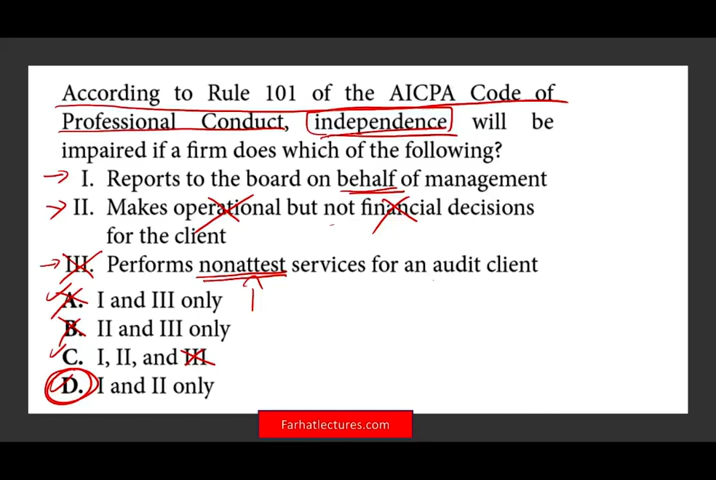 According to Rule 101 of the AICPA Code of
Professional Conduct, independence will be
impaired if a firm does which of the following?
I. Reports to the board on behalf of management
II. Makes operational but not financial decisions
for the client
III. Performs nonattest services for an audit client
A. I and III only
B. II and III only
C. I, II, and III
D. I and II only
Farhatlectures.com